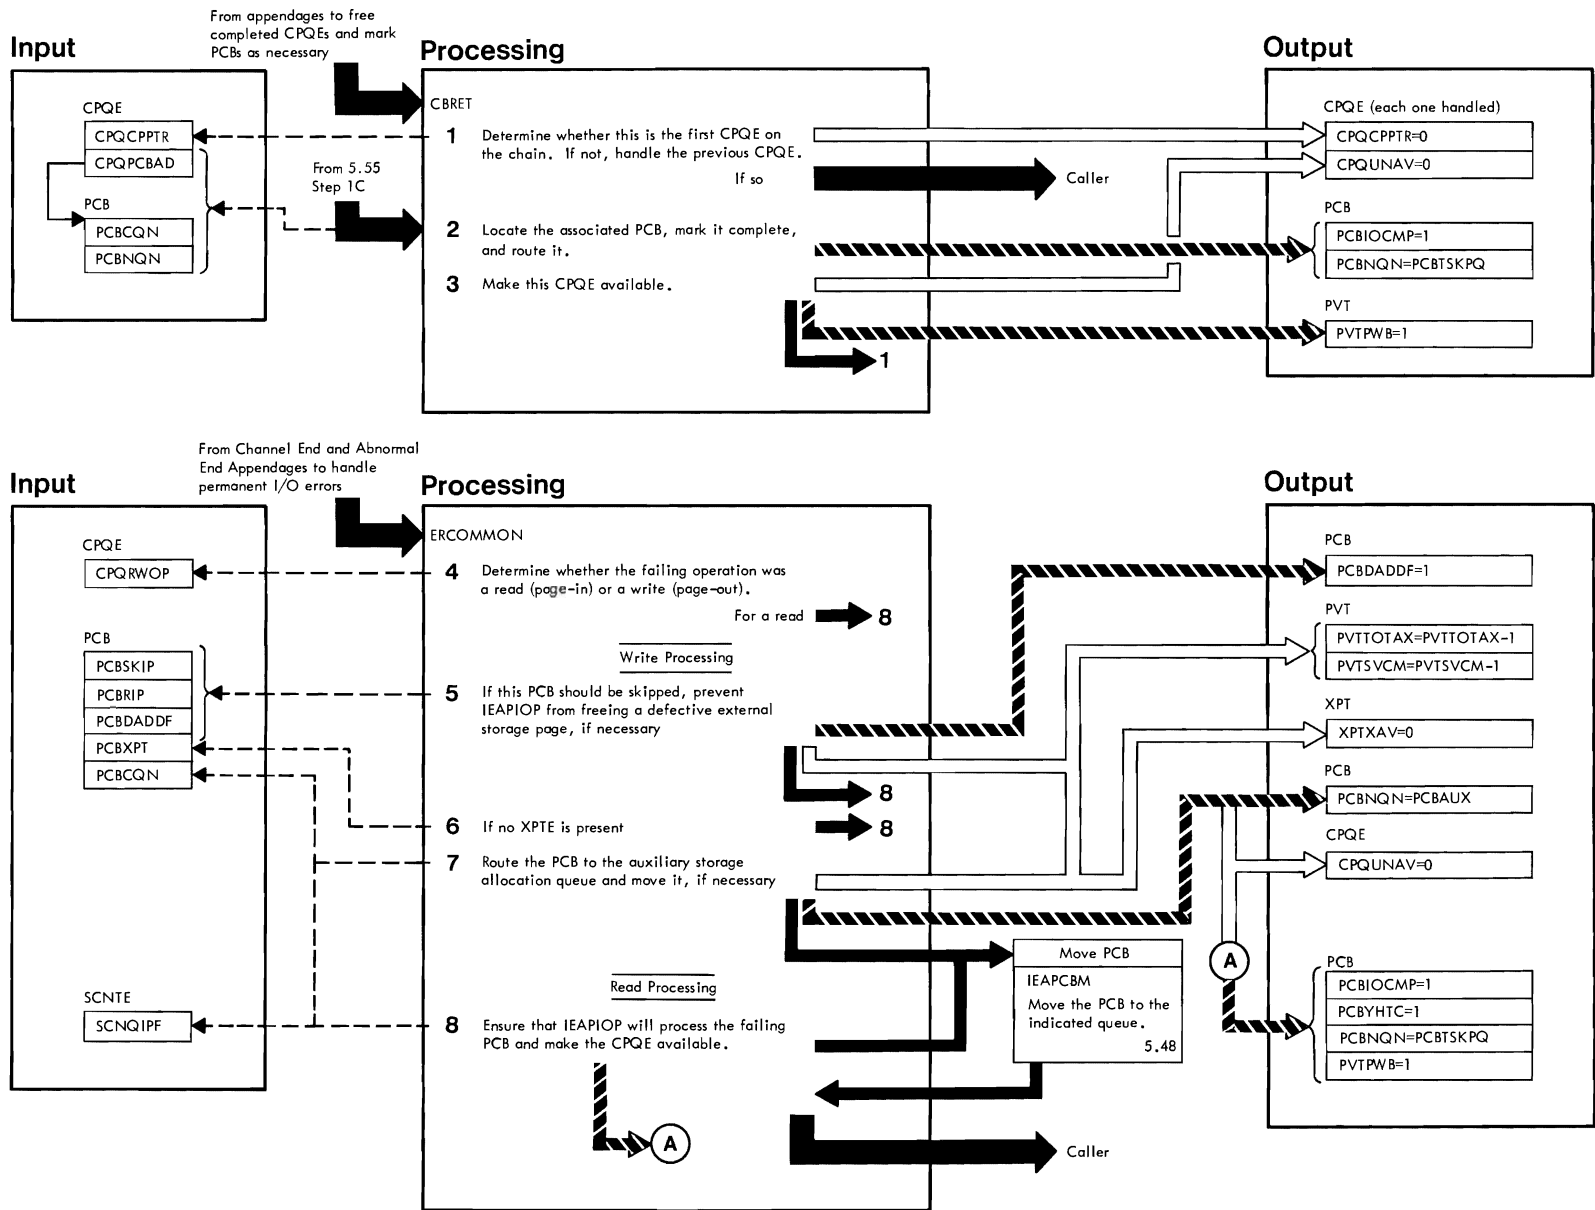 From appendages to free
completed CPQEs and mark
PCBs as necessary
Input
Processing
Output
CPQE
CPQCPPTR
CPQPCBAD
PCB
PCBCQN
PCBNQN
From 5.55
Step 1C
CBRET
1 Determine whether this is the first CPQE on
the chain. If not, handle the previous CPQE.
If so
Caller
2 Locate the associated PCB, mark it complete,
and route it.
3 Make this CPQE available.
1
CPQE (each one handled)
CPQCPPTR=0
CPQUNAV=0
PCB
PCBIOCMP=1
PCBNQN=PCBTSKPQ
PVT
PVTPWB=1
From Channel End and Abnormal
End Appendages to handle
permanent I/O errors
Input
Processing
Output
CPQE
CPQRWOP
PCB
PCBSKIP
PCBRIP
PCBDADDF
PCBXPT
PCBCQN
SCNTE
SCNQIPF
ERCOMMON
4 Determine whether the failing operation was
a read (page-in) or a write (page-out).
For a read 8
Write Processing
5 If this PCB should be skipped, prevent
IEAPIOP from freeing a defective external
storage page, if necessary
8
6 If no XPTE is present 8
7 Route the PCB to the auxiliary storage
allocation queue and move it, if necessary
Read Processing
8 Ensure that IEAPIOP will process the failing
PCB and make the CPQE available.
A
Move PCB
IEAPCBM
Move the PCB to the
indicated queue.
5.48
Caller
PCB
PCBDADDF=1
PVT
PVTTOTAX=PVTTOTAX-1
PVTSVCM=PVTSVCM-1
XPT
XPTXAV=0
PCB
PCBNQN=PCBAUX
CPQE
CPQUNAV=0
A
PCB
PCBIOCMP=1
PCBYHTC=1
PCBNQN=PCBTSKPQ
PVTPWB=1